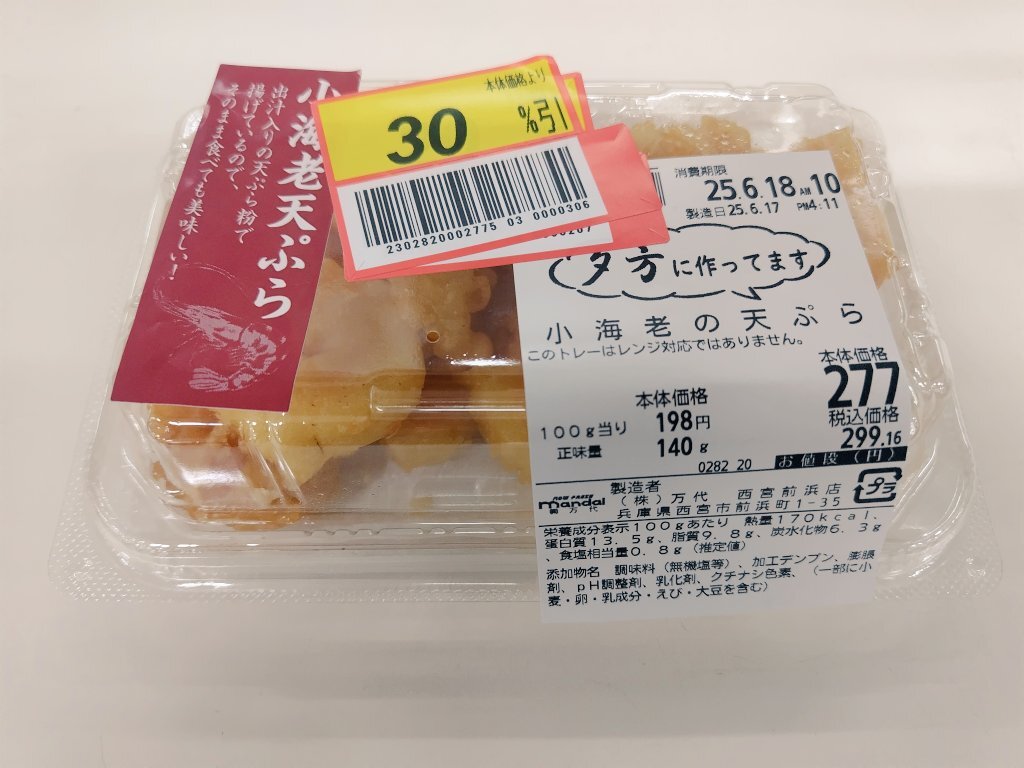 小海老天ぷら
出汁入りの天ぷら粉で
揚げているので、
そのまま食べても美味しい!
本体価格より
30 %引
2302820002775 03 0000306
消費期限
25.6.18 AM 10
製造日 25.6.17 PM 4:11
夕方に作ってます
小海老の天ぷら
このトレーはレンジ対応ではありません。
本体価格
277
税込価格
299.16
お値段(円)
本体価格
100g当り 198円
正味量 140g
0282 20
プラ
製造者
mandai
万代
(株)万代 西宮前浜店
兵庫県西宮市前浜町1-35
栄養成分表示100gあたり 熱量170kcal、
蛋白質13.5g、脂質9.8g、炭水化物6.3g
、食塩相当量0.8g(推定値)
添加物名 調味料(無機塩等)、加工デンプン、膨脹
剤、pH調整剤、乳化剤、クチナシ色素、(一部に小
麦・卵・乳成分・えび・大豆を含む)